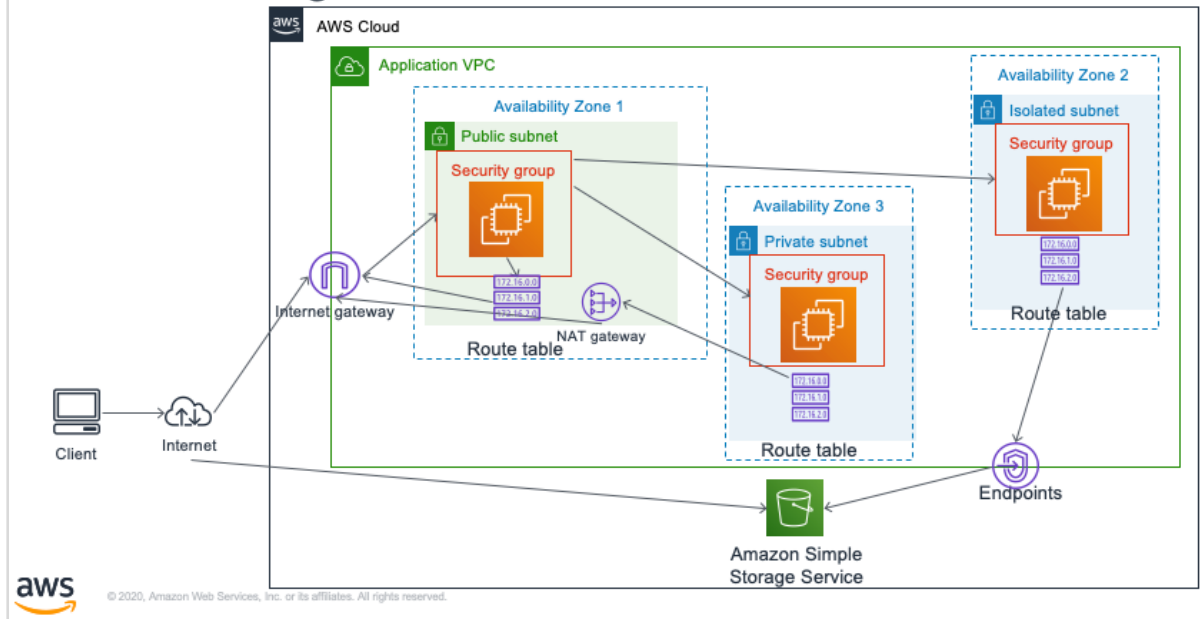 aws
AWS Cloud
Application VPC
Availability Zone 1
Public subnet
Security group
172.16.0.0
172.16.1.0
172.16.2.0
Route table
NAT gateway
Internet gateway
Availability Zone 2
Isolated subnet
Security group
172.16.0.0
172.16.1.0
172.16.2.0
Route table
Availability Zone 3
Private subnet
Security group
172.16.0.0
172.16.1.0
172.16.2.0
Route table
Client
Internet
Endpoints
Amazon Simple
Storage Service
aws
© 2020, Amazon Web Services, Inc. or its affiliates. All rights reserved.